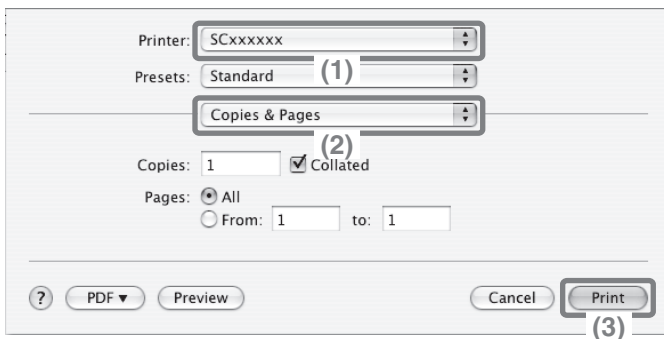 Printer: SCxxxxxx
(1)
Presets: Standard
Copies & Pages
(2)
Copies: 1 Collated
Pages: All
From: 1 to: 1
? PDF ▼ Preview Cancel Print
(3)